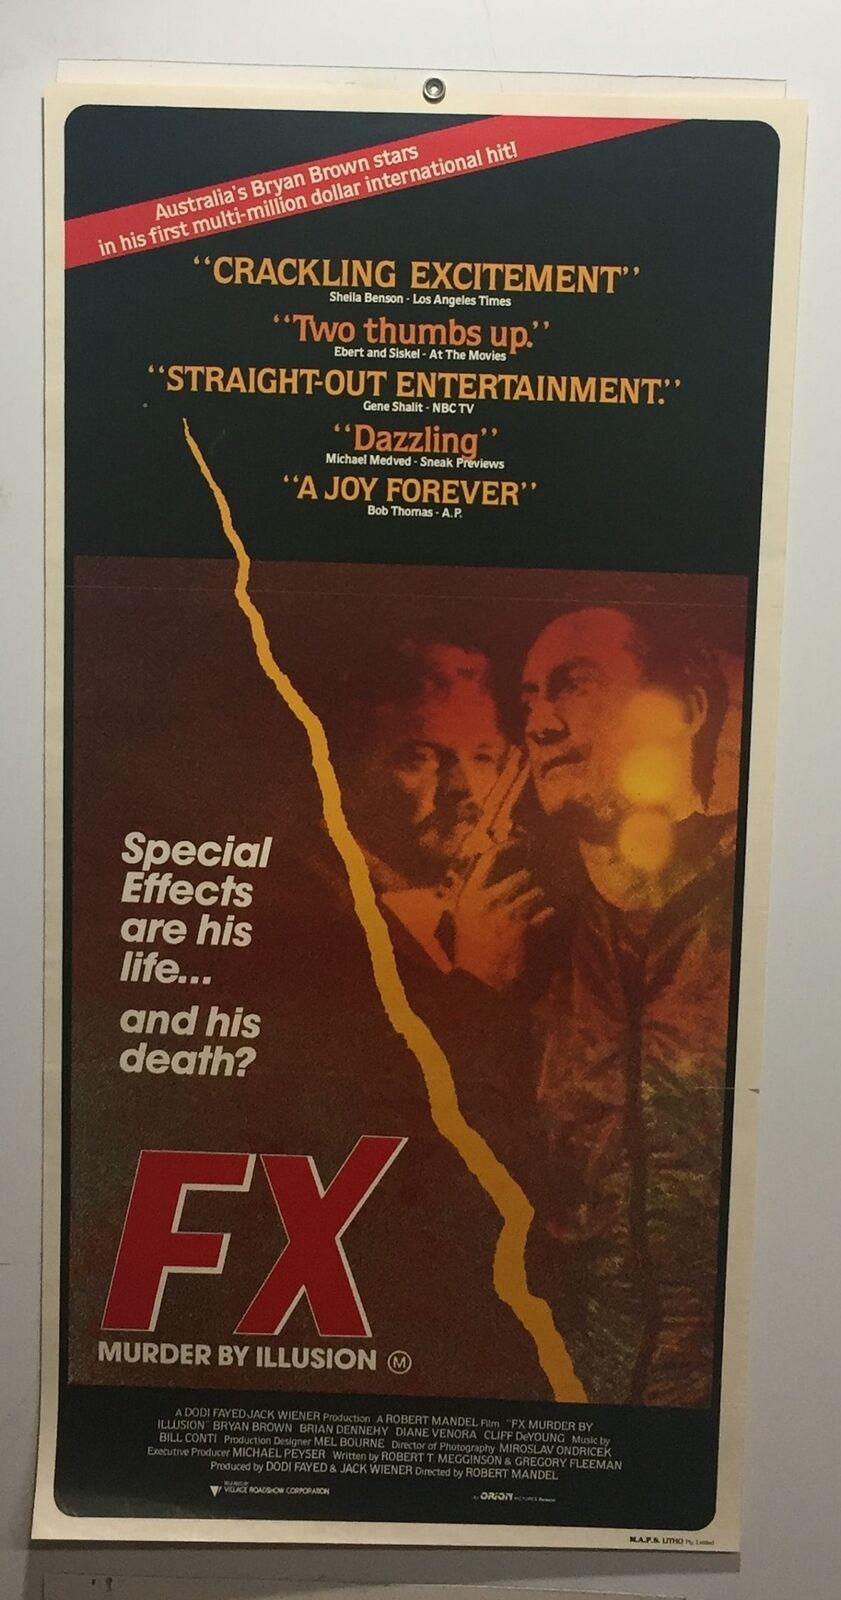 Australia's Bryan Brown stars
in his first multi-million dollar international hit!
“CRACKLING EXCITEMENT”
Sheila Benson - Los Angeles Times
“Two thumbs up.”
Ebert and Siskel - At The Movies
“STRAIGHT-OUT ENTERTAINMENT.”
Gene Shalit - NBC TV
“Dazzling”
Michael Medved - Sneak Previews
“A JOY FOREVER”
Bob Thomas - A.P.
Special
Effects
are his
life...
and his
death?
FX
MURDER BY ILLUSION M
A DODI FAYED JACK WIENER Production A ROBERT MANDEL Film "FX MURDER BY
ILLUSION" BRYAN BROWN BRIAN DENNEHY DIANE VENORA CLIFF DeYOUNG Music by
BILL CONTI Production Designer MEL BOURNE Director of Photography MIROSLAV ONDRICEK
Executive Producer MICHAEL PEYSER Written by ROBERT T. MEGGINSON & GREGORY FLEEMAN
Produced by DODI FAYED & JACK WIENER Directed by ROBERT MANDEL
RELEASED BY
VILLAGE ROADSHOW CORPORATION
An ORION PICTURES Release
M.A.P.S. LITHO Pty. Limited